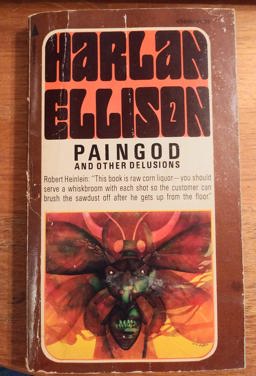 HARLAN
ELLISON
PAINGOD
AND OTHER DELUSIONS
Robert Heinlein: "This book is raw corn liquor — you should
serve a whiskbroom with each shot so the customer can
brush the sawdust off after he gets up from the floor."